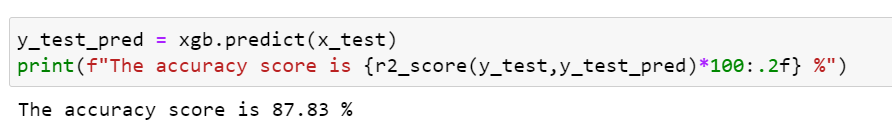 y_test_pred = xgb.predict(x_test)
print(f"The accuracy score is {r2_score(y_test,y_test_pred)*100:.2f} %")
The accuracy score is 87.83 %